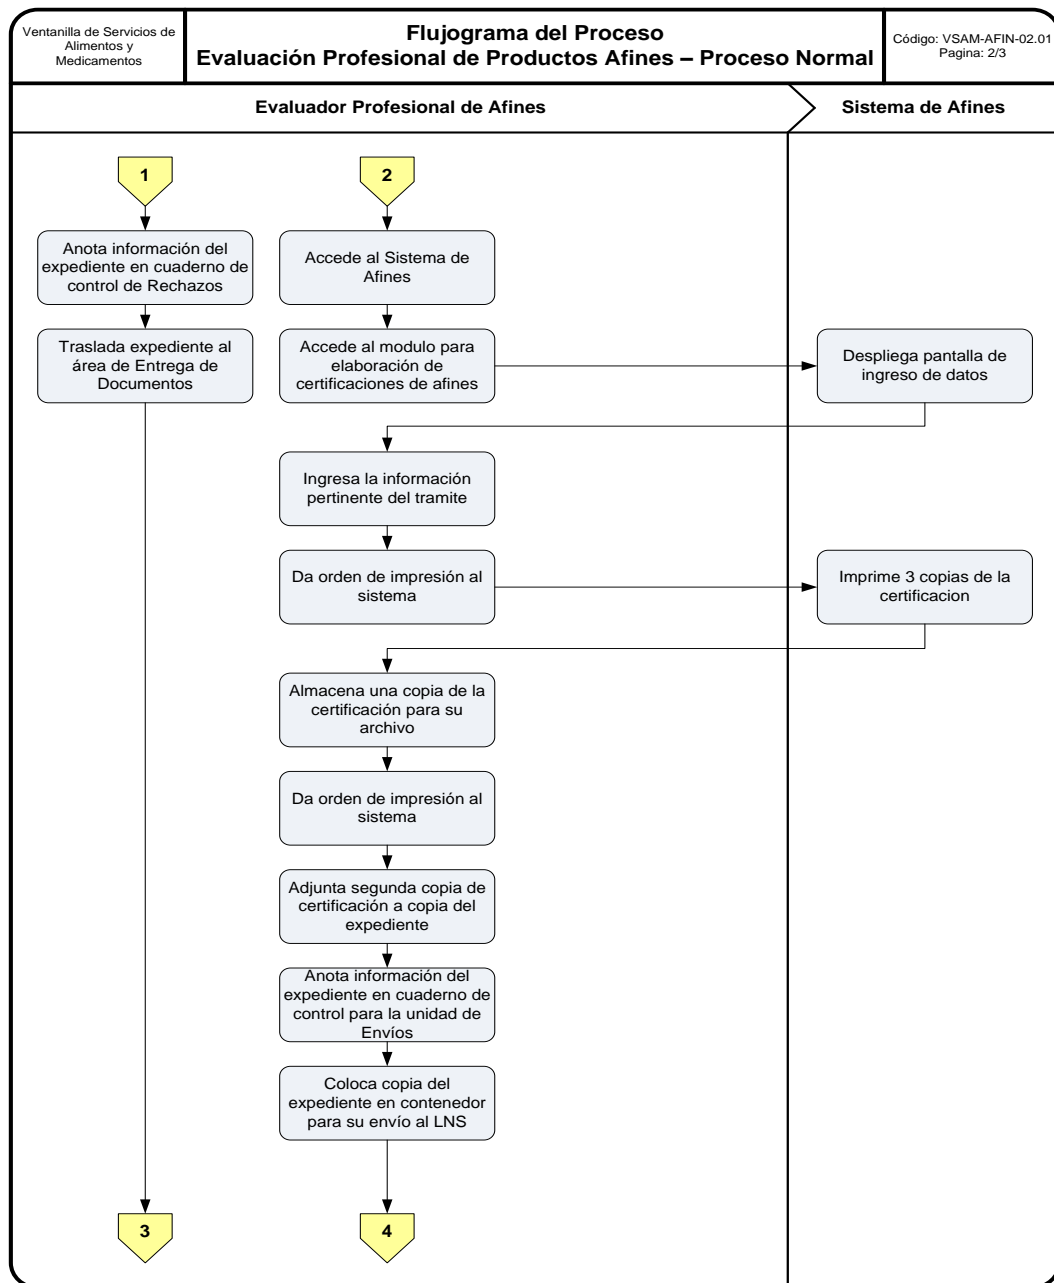 Ventanilla de Servicios de
Alimentos y
Medicamentos
Flujograma del Proceso
Evaluación Profesional de Productos Afines – Proceso Normal
Código: VSAM-AFIN-02.01
Pagina: 2/3
Evaluador Profesional de Afines
Sistema de Afines
1
2
Anota información del
expediente en cuaderno de
control de Rechazos
Accede al Sistema de
Afines
Traslada expediente al
área de Entrega de
Documentos
Accede al modulo para
elaboración de
certificaciones de afines
Despliega pantalla de
ingreso de datos
Ingresa la información
pertinente del tramite
Da orden de impresión al
sistema
Imprime 3 copias de la
certificacion
Almacena una copia de la
certificación para su
archivo
Da orden de impresión al
sistema
Adjunta segunda copia de
certificación a copia del
expediente
Anota información del
expediente en cuaderno de
control para la unidad de
Envíos
Coloca copia del
expediente en contenedor
para su envío al LNS
3
4